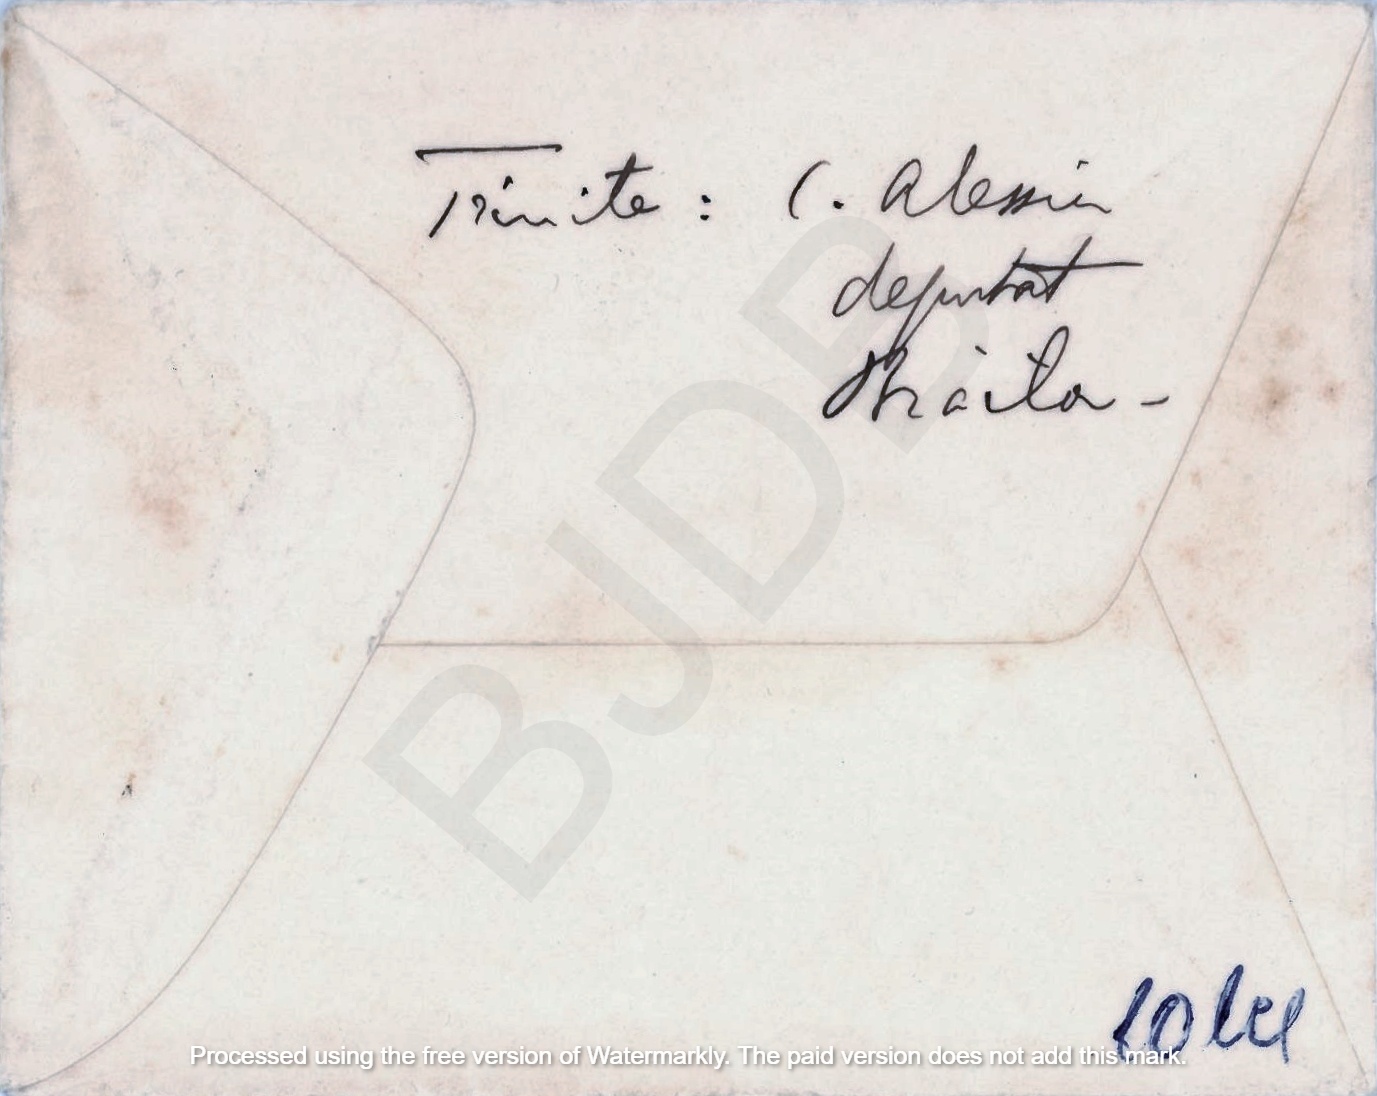 Trimite: C. Alessiu
deputat
Brăila -
BJDB
10 lei
Processed using the free version of Watermarkly. The paid version does not add this mark.